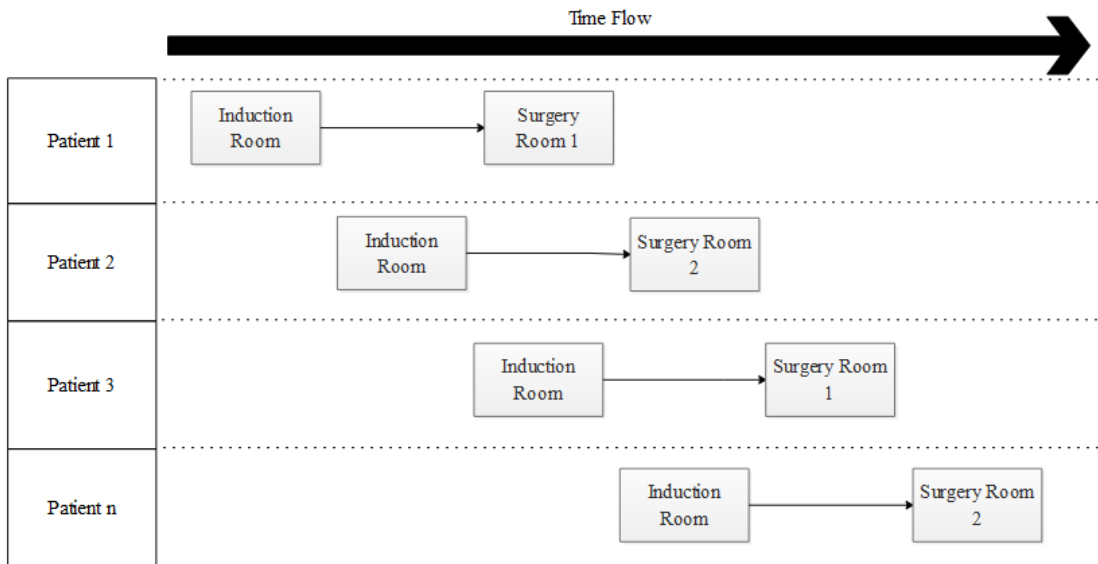 Time Flow
Patient 1
Induction
Room
Surgery
Room 1
Patient 2
Induction
Room
Surgery Room
2
Patient 3
Induction
Room
Surgery Room
1
Patient n
Induction
Room
Surgery Room
2